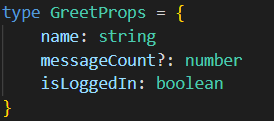 type GreetProps = {
    name: string
    messageCount?: number
    isLoggedIn: boolean
}